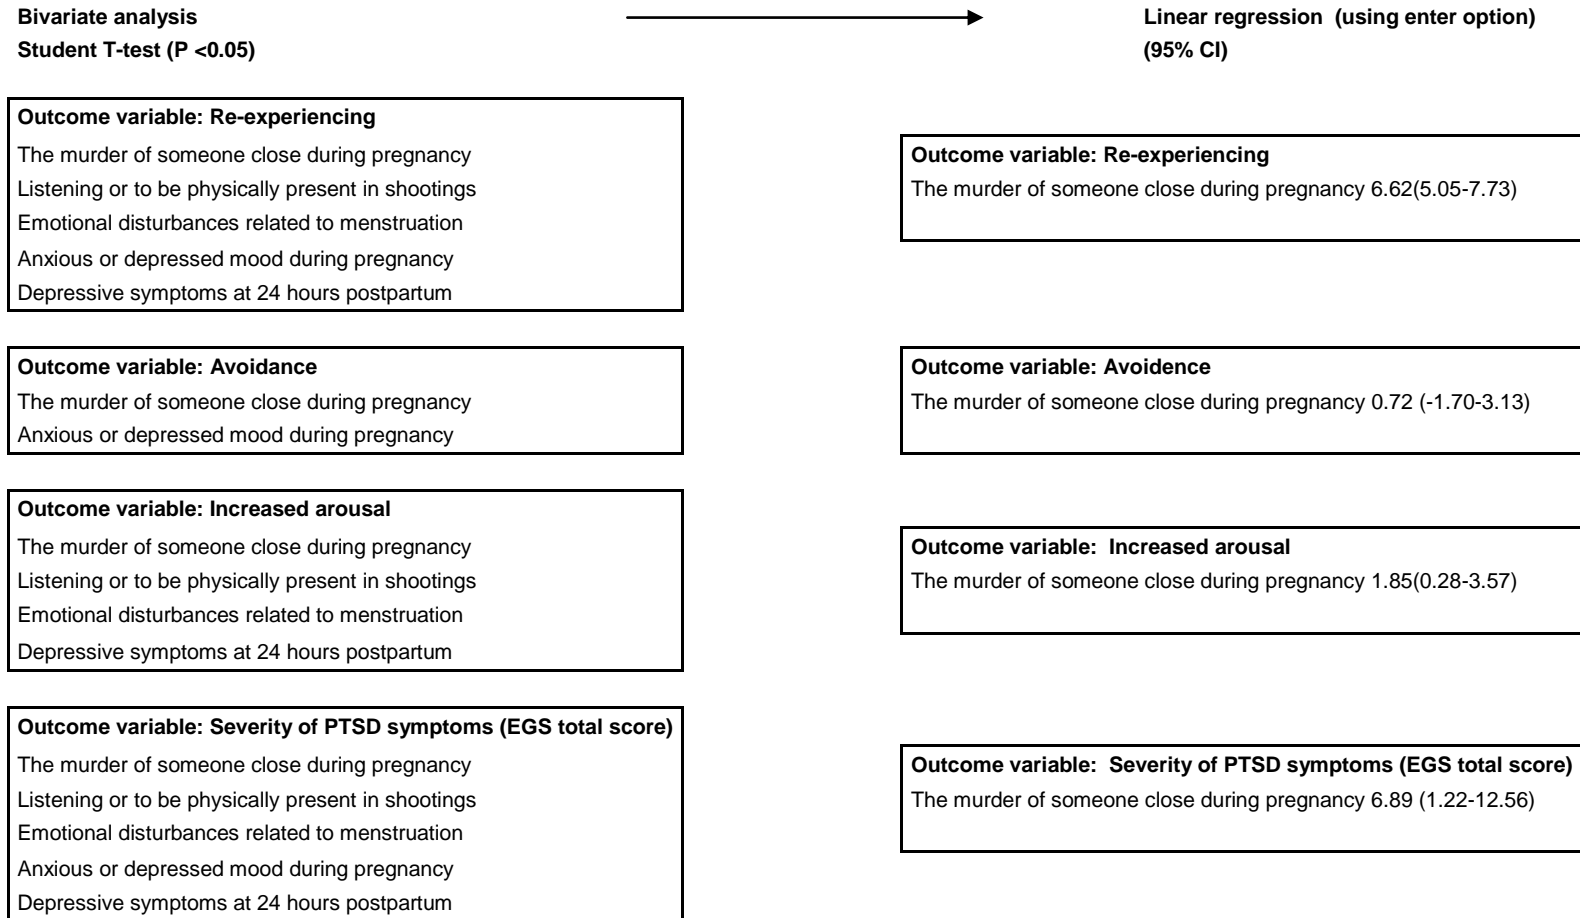 Bivariate analysis
Student T-test (P <0.05)
Linear regression  (using enter option)
(95% CI)
Outcome variable: Re-experiencing
The murder of someone close during pregnancy
Listening or to be physically present in shootings
Emotional disturbances related to menstruation
Anxious or depressed mood during pregnancy
Depressive symptoms at 24 hours postpartum
Outcome variable: Re-experiencing
The murder of someone close during pregnancy 6.62(5.05-7.73)
Outcome variable: Avoidance
The murder of someone close during pregnancy
Anxious or depressed mood during pregnancy
Outcome variable: Avoidence
The murder of someone close during pregnancy 0.72 (-1.70-3.13)
Outcome variable: Increased arousal
The murder of someone close during pregnancy
Listening or to be physically present in shootings
Emotional disturbances related to menstruation
Depressive symptoms at 24 hours postpartum
Outcome variable:  Increased arousal
The murder of someone close during pregnancy 1.85(0.28-3.57)
Outcome variable: Severity of PTSD symptoms (EGS total score)
The murder of someone close during pregnancy
Listening or to be physically present in shootings
Emotional disturbances related to menstruation
Anxious or depressed mood during pregnancy
Depressive symptoms at 24 hours postpartum
Outcome variable:  Severity of PTSD symptoms (EGS total score)
The murder of someone close during pregnancy 6.89 (1.22-12.56)